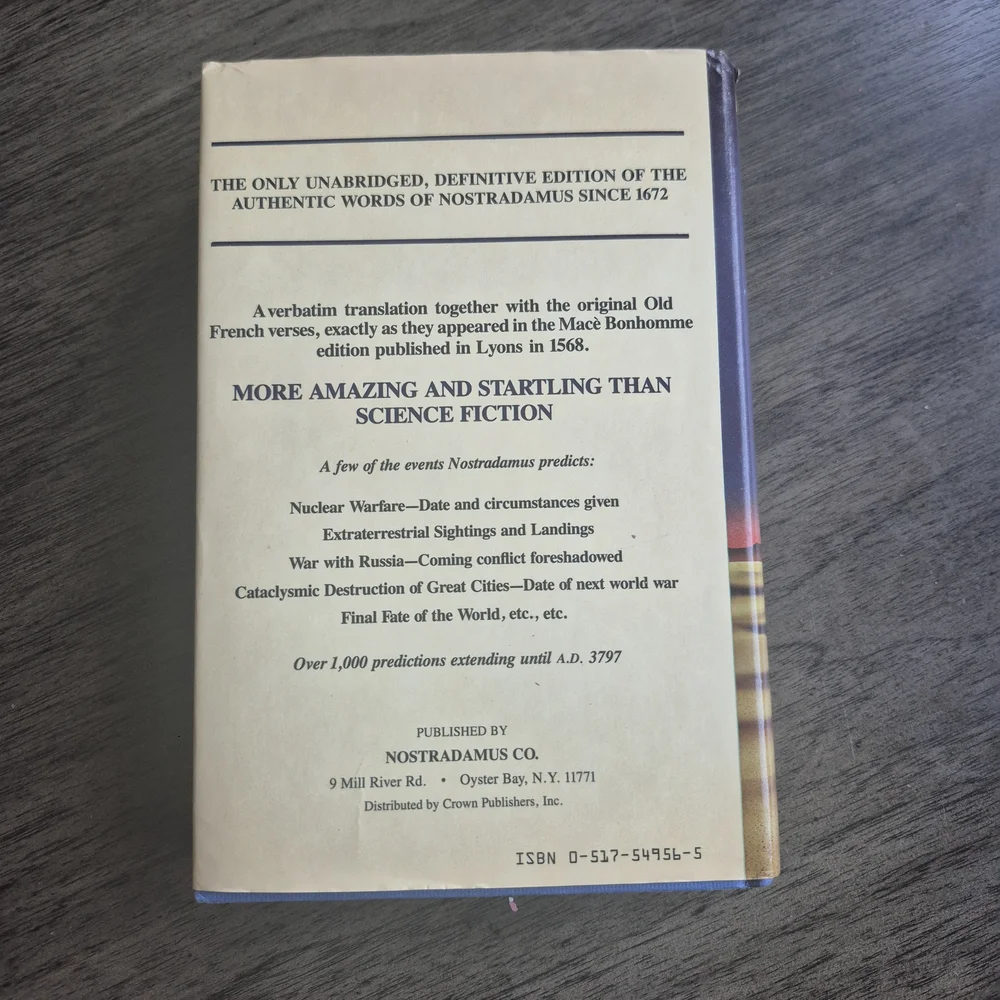 THE ONLY UNABRIDGED, DEFINITIVE EDITION OF THE
AUTHENTIC WORDS OF NOSTRADAMUS SINCE 1672
A verbatim translation together with the original Old
French verses, exactly as they appeared in the Macè Bonhomme
edition published in Lyons in 1568.
MORE AMAZING AND STARTLING THAN
SCIENCE FICTION
A few of the events Nostradamus predicts:
Nuclear Warfare—Date and circumstances given
Extraterrestrial Sightings and Landings
War with Russia—Coming conflict foreshadowed
Cataclysmic Destruction of Great Cities—Date of next world war
Final Fate of the World, etc., etc.
Over 1,000 predictions extending until A.D. 3797
PUBLISHED BY
NOSTRADAMUS CO.
9 Mill River Rd. • Oyster Bay, N.Y. 11771
Distributed by Crown Publishers, Inc.
ISBN 0-517-54956-5